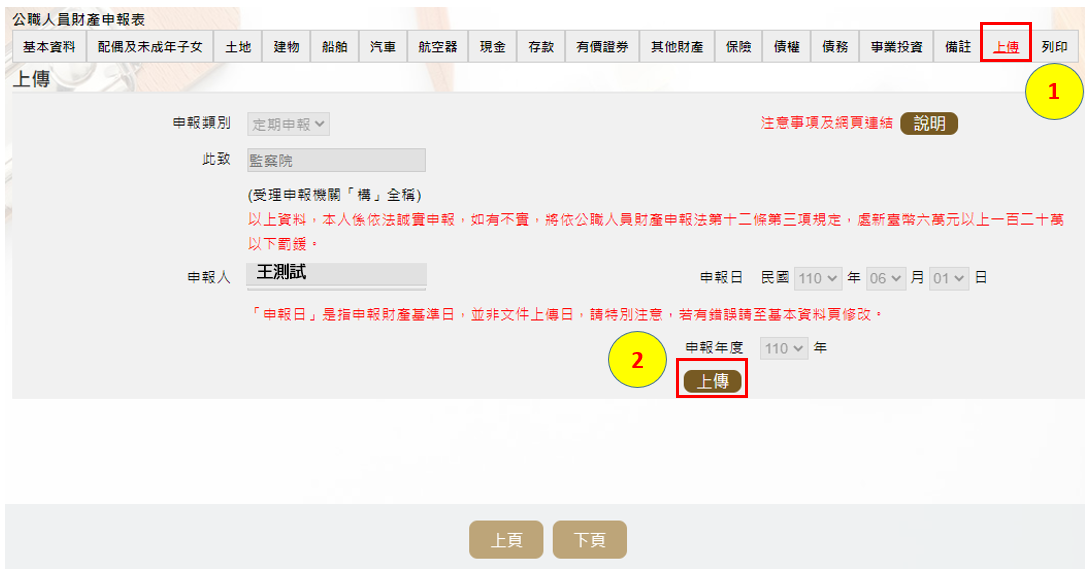 公職人員財產申報表
基本資料 配偶及未成年子女 土地 建物 船舶 汽車 航空器 現金 存款 有價證券 其他財產 保險 債權 債務 事業投資 備註 上傳 列印
上傳
1
申報類別 定期申報 注意事項及網頁連結 說明
此致 監察院
(受理申報機關「構」全稱)
以上資料，本人係依法誠實申報，如有不實，將依公職人員財產申報法第十二條第三項規定，處新臺幣六萬元以上一百二十萬
以下罰鍰。
申報人 王測試 申報日 民國 110 年 06 月 01 日
「申報日」是指申報財產基準日，並非文件上傳日，請特別注意，若有錯誤請至基本資料頁修改。
申報年度 110 年
2
上傳
上頁 下頁